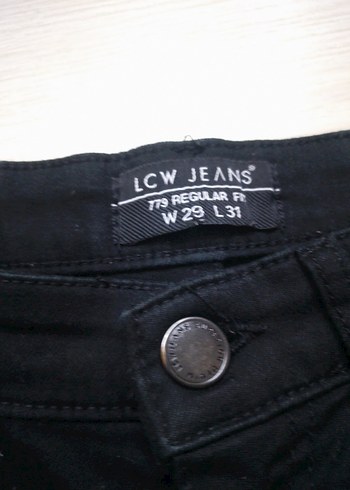 LCW JEANS®
779 REGULAR FIT
W 29 L 31